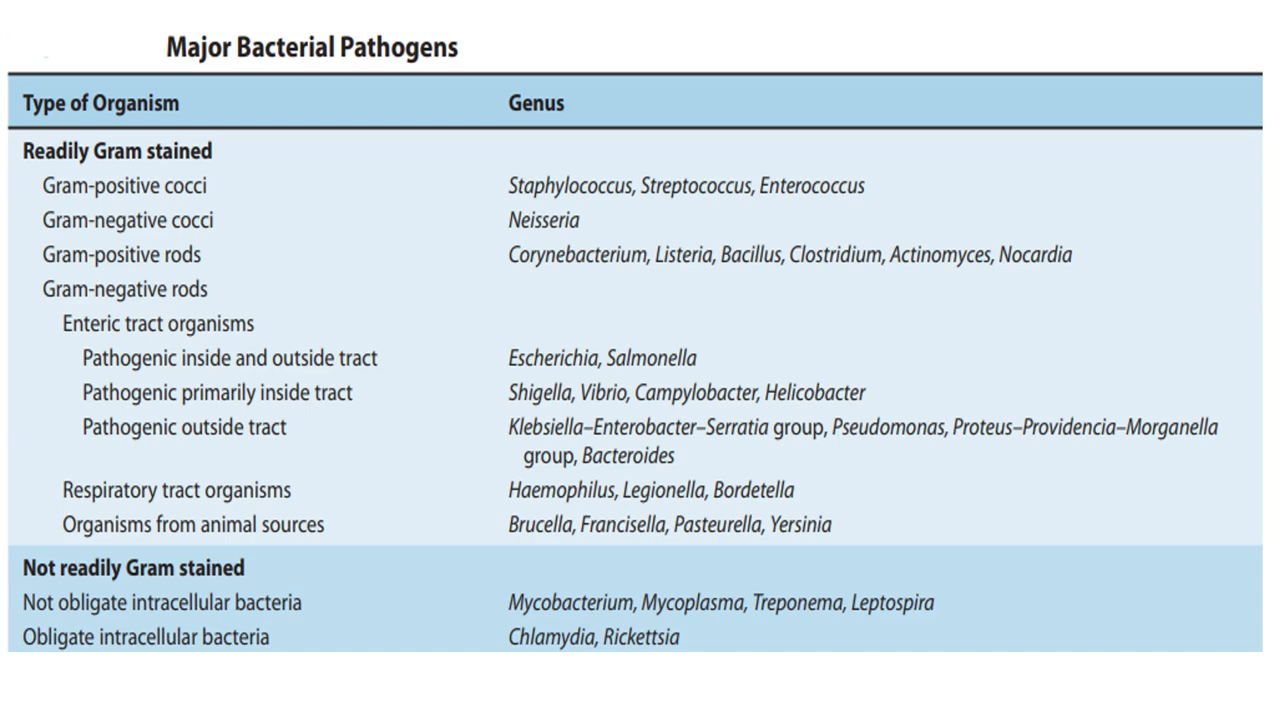 Major Bacterial Pathogens
Type of Organism Genus
Readily Gram stained
Gram-positive cocci Staphylococcus, Streptococcus, Enterococcus
Gram-negative cocci Neisseria
Gram-positive rods Corynebacterium, Listeria, Bacillus, Clostridium, Actinomyces, Nocardia
Gram-negative rods
Enteric tract organisms
Pathogenic inside and outside tract Escherichia, Salmonella
Pathogenic primarily inside tract Shigella, Vibrio, Campylobacter, Helicobacter
Pathogenic outside tract Klebsiella–Enterobacter–Serratia group, Pseudomonas, Proteus–Providencia–Morganella
group, Bacteroides
Respiratory tract organisms Haemophilus, Legionella, Bordetella
Organisms from animal sources Brucella, Francisella, Pasteurella, Yersinia
Not readily Gram stained
Not obligate intracellular bacteria Mycobacterium, Mycoplasma, Treponema, Leptospira
Obligate intracellular bacteria Chlamydia, Rickettsia